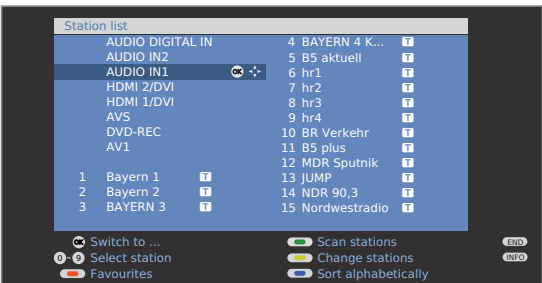 Station list
AUDIO DIGITAL IN
AUDIO IN2
AUDIO IN1 OK
HDMI 2/DVI
HDMI 1/DVI
AVS
DVD-REC
AV1
1 Bayern 1 T
2 Bayern 2 T
3 BAYERN 3 T
4 BAYERN 4 K... T
5 B5 aktuell T
6 hr1 T
7 hr2 T
8 hr3 T
9 hr4 T
10 BR Verkehr T
11 B5 plus T
12 MDR Sputnik T
13 JUMP T
14 NDR 90,3 T
15 Nordwestradio T
OK Switch to ...
0-9 Select station
Favourites
Scan stations
Change stations
Sort alphabetically
END
INFO